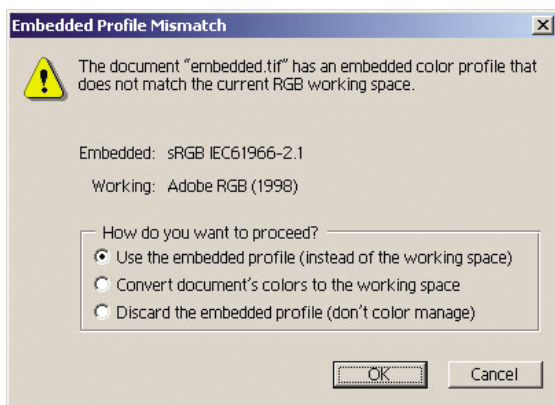 Embedded Profile Mismatch
The document "embedded.tif" has an embedded color profile that
does not match the current RGB working space.
Embedded: sRGB IEC61966-2.1
Working: Adobe RGB (1998)
How do you want to proceed?
Use the embedded profile (instead of the working space)
Convert document's colors to the working space
Discard the embedded profile (don't color manage)
OK Cancel